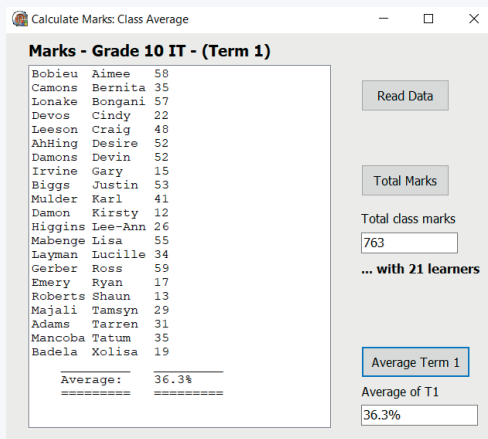 Calculate Marks: Class Average
Marks - Grade 10 IT - (Term 1)
Bobieu Aimee 58
Camons Bernita 35
Lonake Bongani 57
Devos Cindy 22
Leeson Craig 48
AhHing Desire 52
Damons Devin 52
Irvine Gary 15
Biggs Justin 53
Mulder Karl 41
Damon Kirsty 12
Higgins Lee-Ann 26
Mabenge Lisa 55
Layman Lucille 34
Gerber Ross 59
Emery Ryan 17
Roberts Shaun 13
Majali Tamsyn 29
Adams Tarren 31
Mancoba Tatum 35
Badela Xolisa 19
_________ _________
Average: 36.3%
========= =========
Read Data
Total Marks
Total class marks
763
... with 21 learners
Average Term 1
Average of T1
36.3%